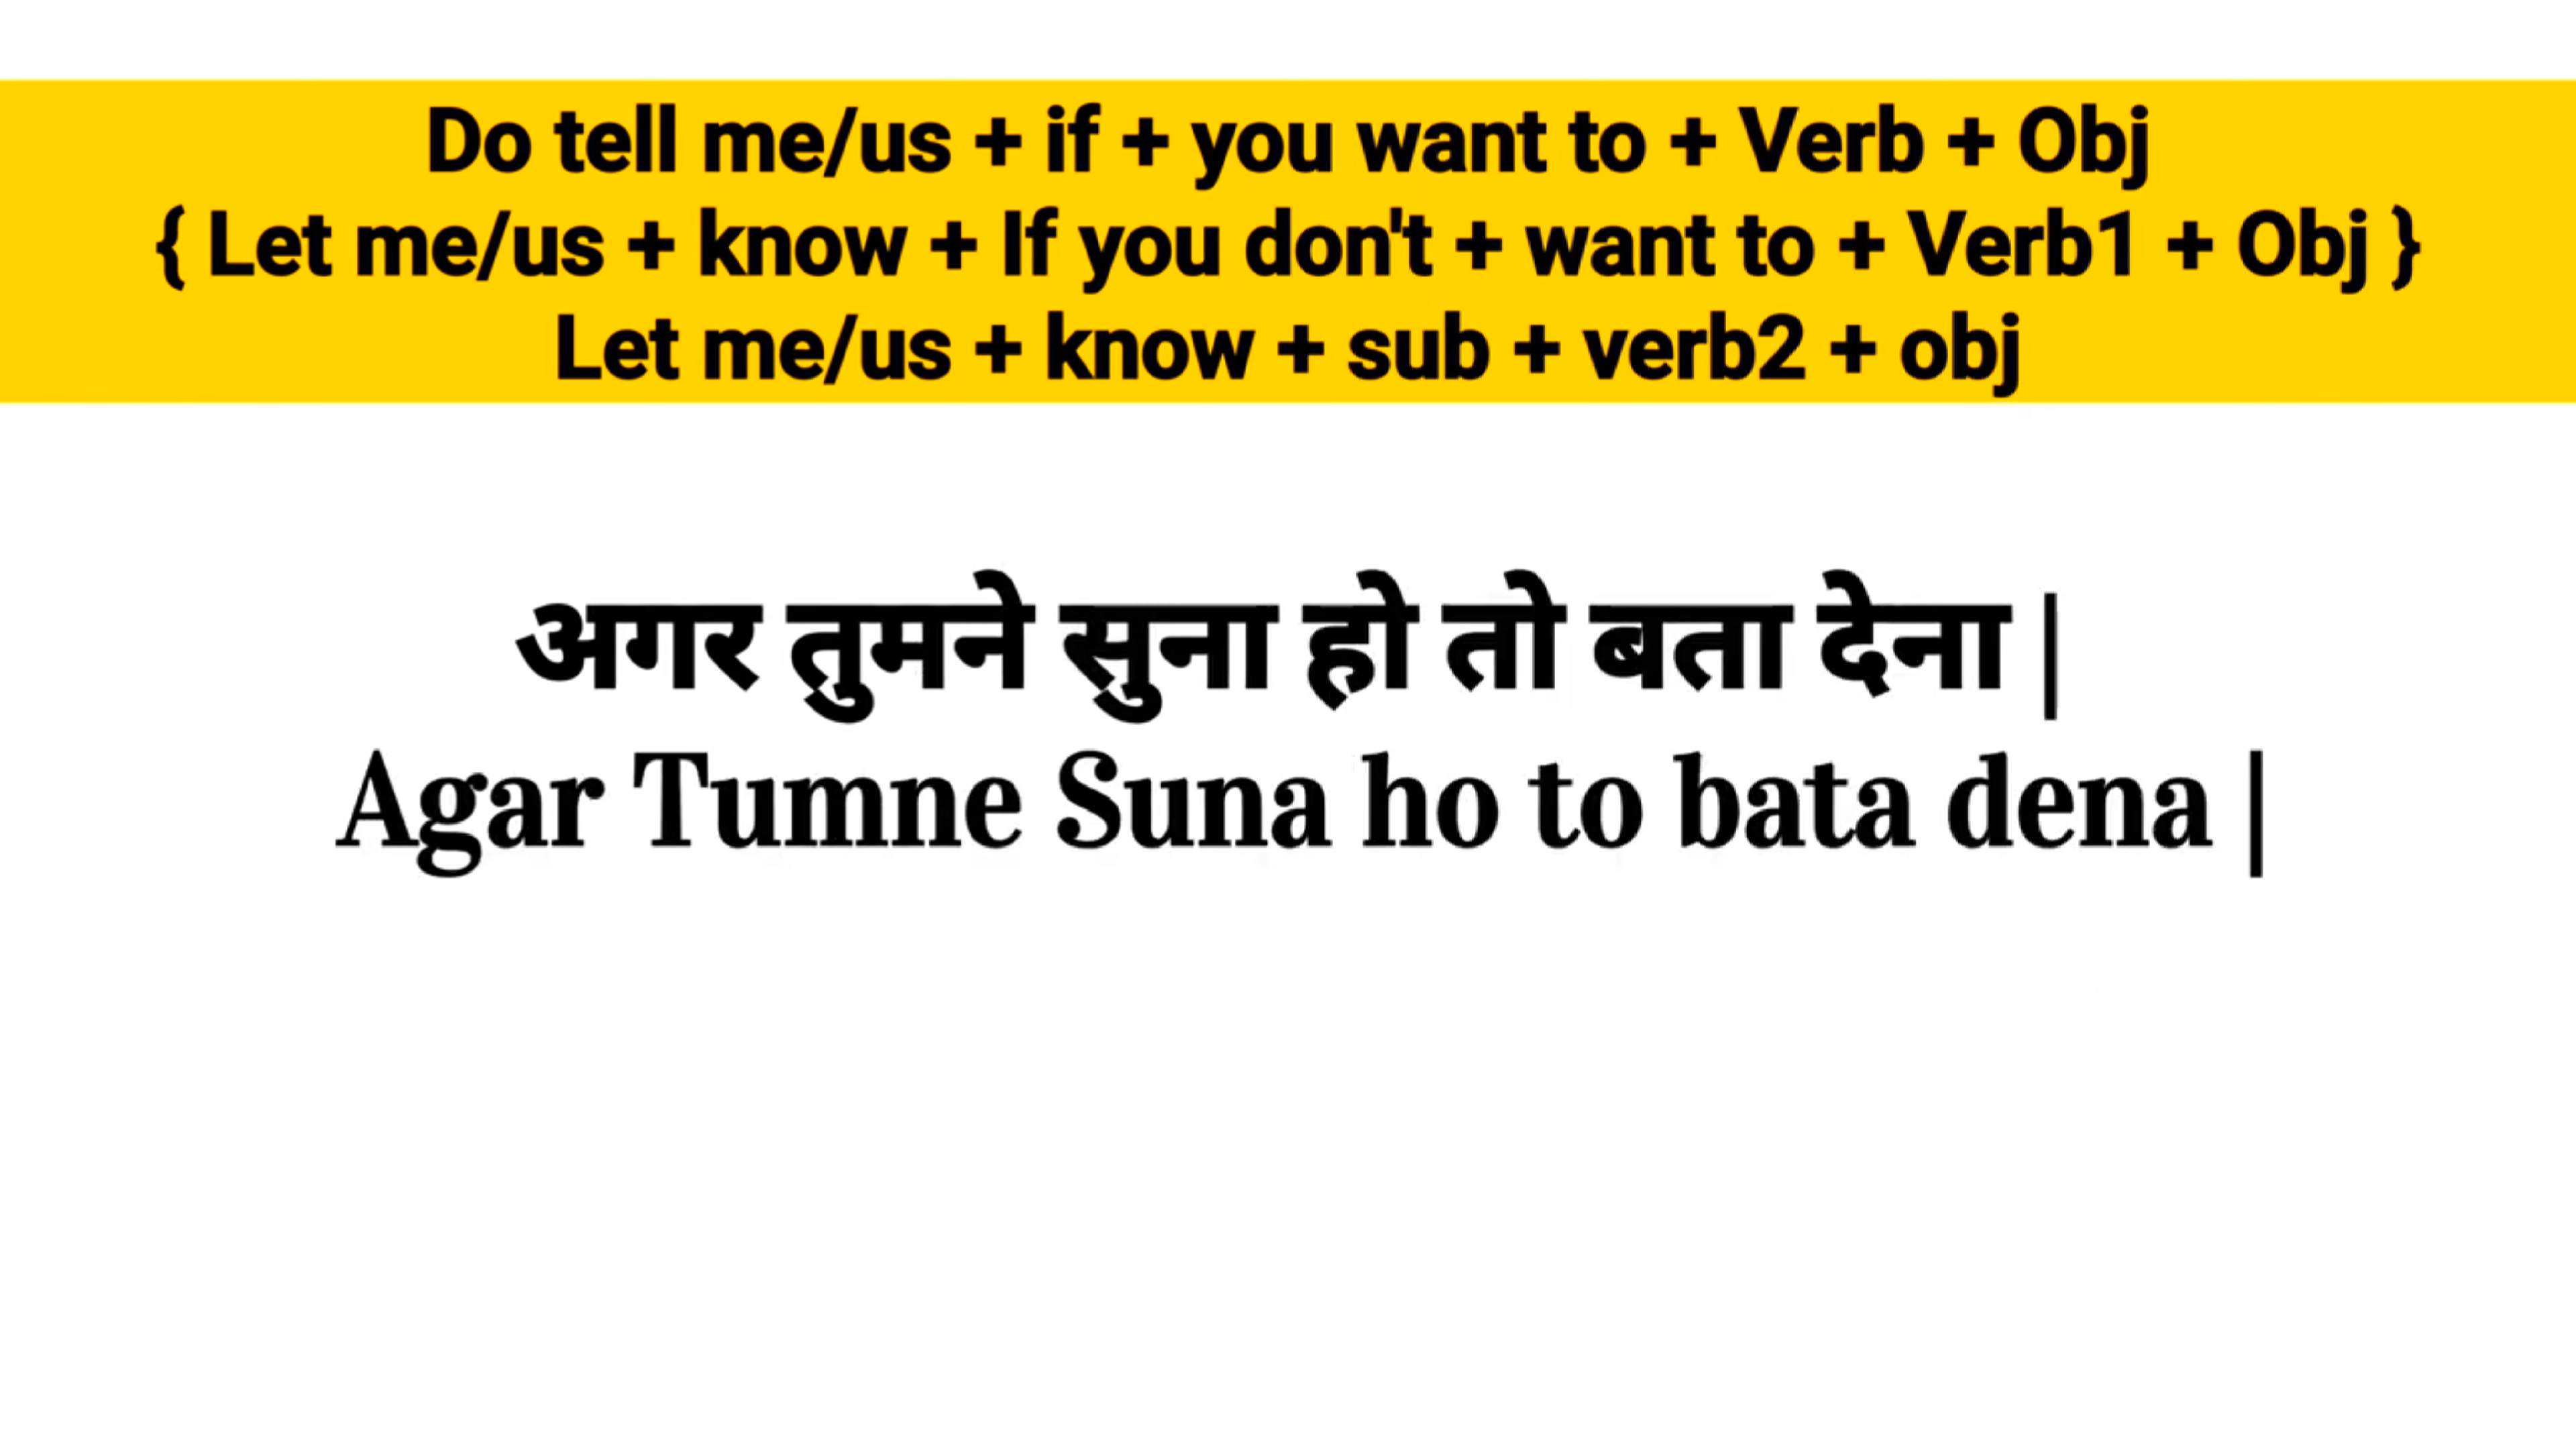 Do tell me/us + if + you want to + Verb + Obj
{ Let me/us + know + If you don't + want to + Verb1 + Obj }
Let me/us + know + sub + verb2 + obj
अगर तुमने सुना हो तो बता देना |
Agar Tumne Suna ho to bata dena |